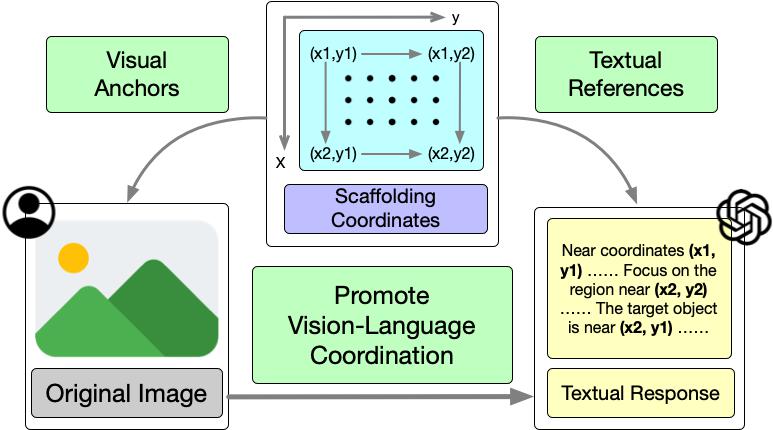 y
x
(x1,y1)
(x1,y2)
(x2,y1)
(x2,y2)
Scaffolding
Coordinates
Visual
Anchors
Textual
References
Promote
Vision-Language
Coordination
Original Image
Near coordinates (x1,
y1) …… Focus on the
region near (x2, y2)
…… The target object
is near (x2, y1) ……
Textual Response